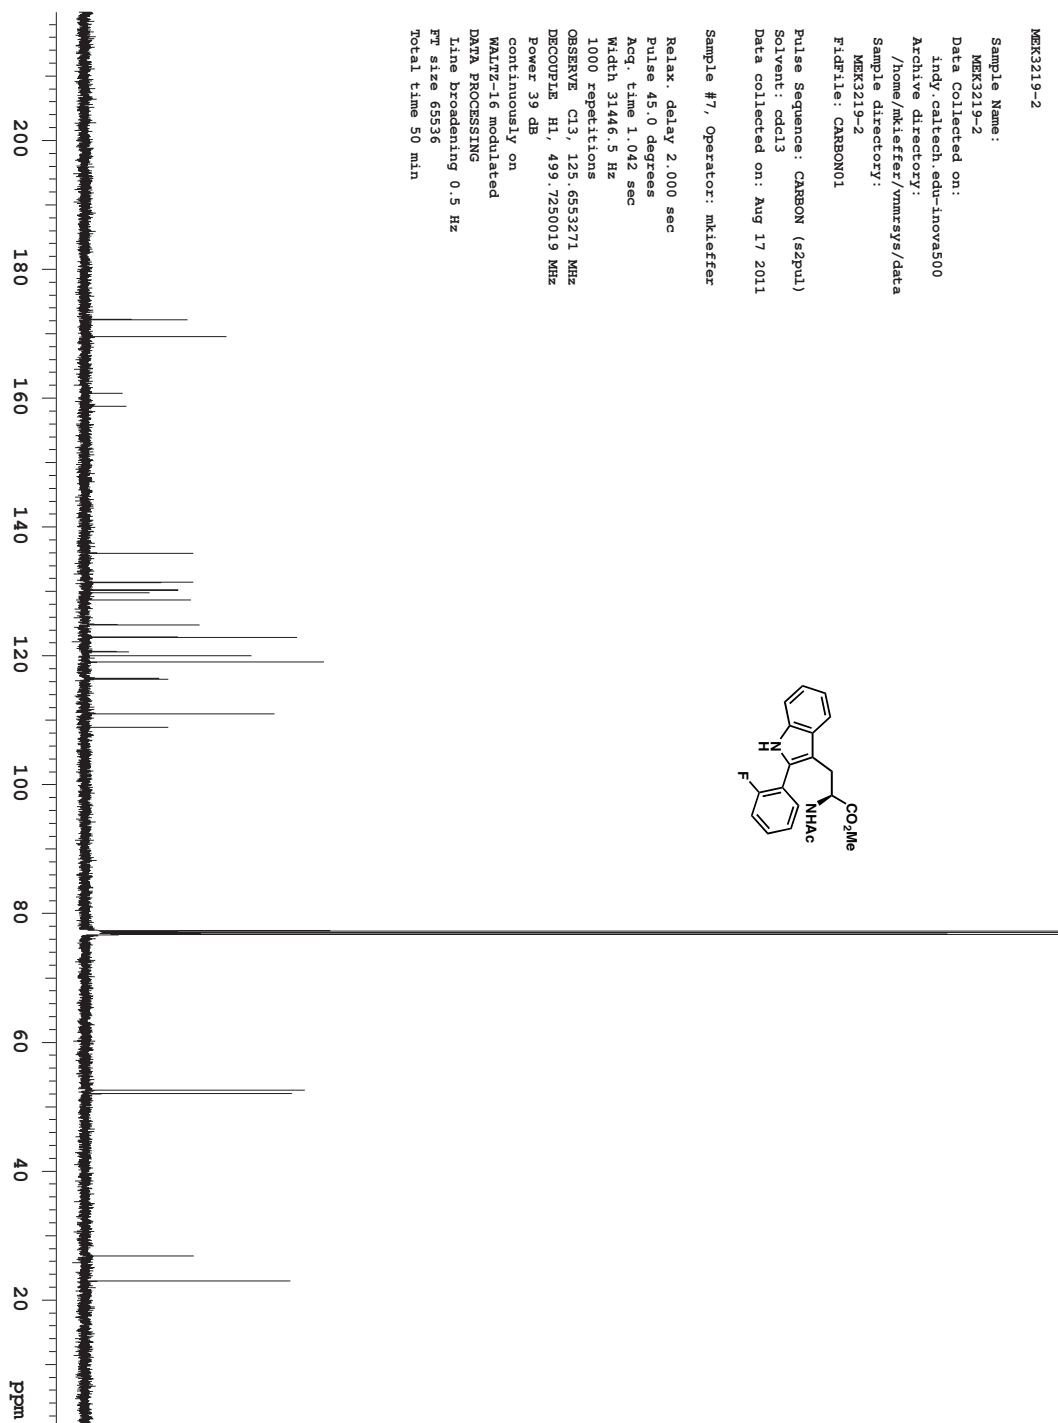 MEK3219-2
Sample Name:
MEK3219-2
Data Collected on:
indy.caltech.edu-inova500
Archive directory:
/home/mkieffer/vnmrsys/data
Sample directory:
MEK3219-2
FidFile: CARBON01
Pulse Sequence: CARBON (s2pul)
Solvent: cdcl3
Data collected on: Aug 17 2011
Sample #7, Operator: mkieffer
Relax. delay 2.000 sec
Pulse 45.0 degrees
Acq. time 1.042 sec
Width 31446.5 Hz
1000 repetitions
OBSERVE C13, 125.6553271 MHz
DECOUPLE H1, 499.7250019 MHz
Power 39 dB
continuously on
WALTZ-16 modulated
DATA PROCESSING
Line broadening 0.5 Hz
FT size 65536
Total time 50 min
CO2Me
NHAc
N
H
F
200 180 160 140 120 100 80 60 40 20 ppm